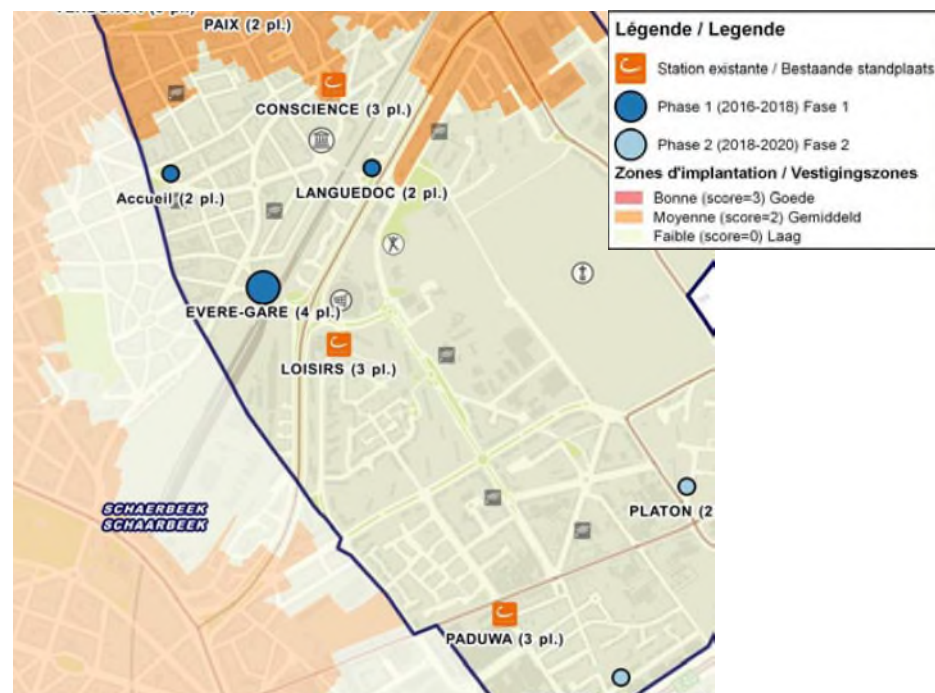 PAIX (2 pl.)
CONSCIENCE (3 pl.)
Accueil (2 pl.)
LANGUEDOC (2 pl.)
EVERE-GARE (4 pl.)
LOISIRS (3 pl.)
SCHAERBEEK
SCHAARBEEK
PLATON (2
PADUWA (3 pl.)
Légende / Legende
Station existante / Bestaande standplaats
Phase 1 (2016-2018) Fase 1
Phase 2 (2018-2020) Fase 2
Zones d'implantation / Vestigingszones
Bonne (score=3) Goede
Moyenne (score=2) Gemiddeld
Faible (score=0) Laag